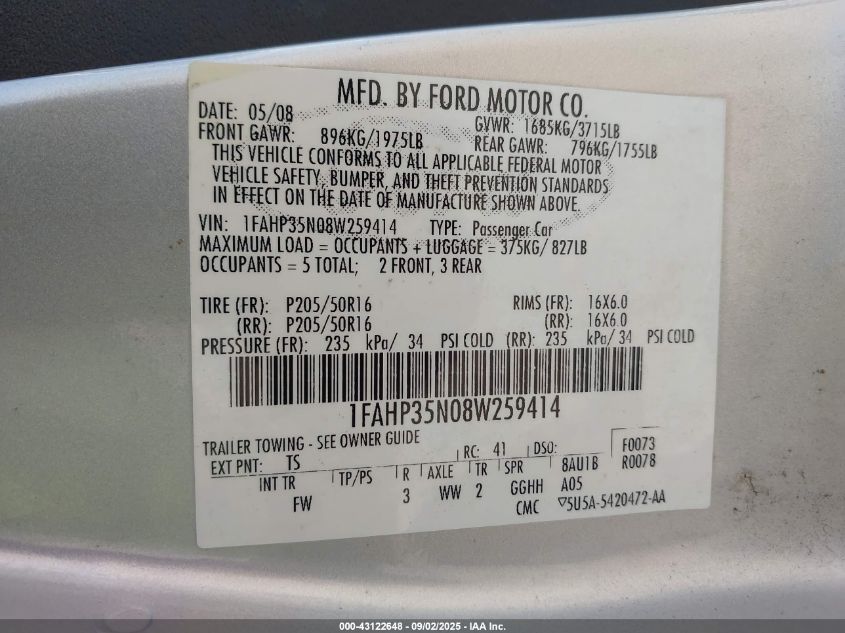 MFD. BY FORD MOTOR CO.
DATE: 05/08 GVWR: 1685KG/3715LB
FRONT GAWR: 896KG/1975LB REAR GAWR: 796KG/1755LB
THIS VEHICLE CONFORMS TO ALL APPLICABLE FEDERAL MOTOR
VEHICLE SAFETY, BUMPER, AND THEFT PREVENTION STANDARDS
IN EFFECT ON THE DATE OF MANUFACTURE SHOWN ABOVE.
VIN: 1FAHP35N08W259414 TYPE: Passenger Car
MAXIMUM LOAD = OCCUPANTS + LUGGAGE = 375KG/ 827LB
OCCUPANTS = 5 TOTAL; 2 FRONT, 3 REAR
TIRE (FR): P205/50R16 RIMS (FR): 16X6.0
(RR): P205/50R16 (RR): 16X6.0
PRESSURE (FR): 235 kPa/ 34 PSI COLD (RR): 235 kPa/ 34 PSI COLD
1FAHP35N08W259414
TRAILER TOWING - SEE OWNER GUIDE F0073
EXT PNT: TS RC: 41 DSO: R0078
INT TR TP/PS R AXLE TR SPR 8AU1B
FW 3 WW 2 GGHH A05
CMC ▽5U5A-5420472-AA
000-43122648 - 09/02/2025 - IAA Inc.